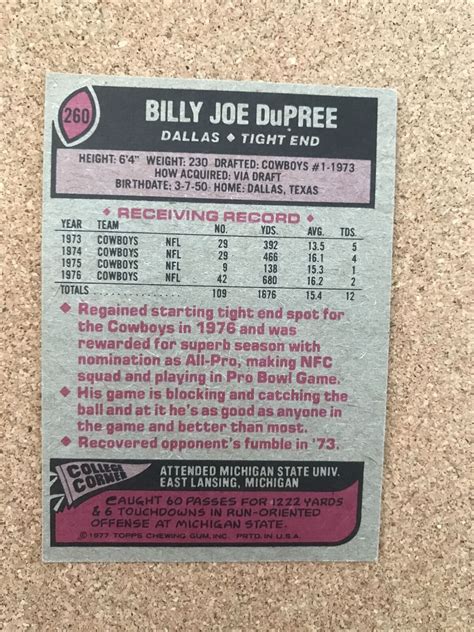 260
BILLY JOE DuPREE
DALLAS ◆ TIGHT END
HEIGHT: 6'4" WEIGHT: 230 DRAFTED: COWBOYS #1-1973
HOW ACQUIRED: VIA DRAFT
BIRTHDATE: 3-7-50 HOME: DALLAS, TEXAS
◆ RECEIVING RECORD ◆
YEAR TEAM NO. YDS. AVG. TDS.
1973 COWBOYS NFL 29 392 13.5 5
1974 COWBOYS NFL 29 466 16.1 4
1975 COWBOYS NFL 9 138 15.3 1
1976 COWBOYS NFL 42 680 16.2 2
TOTALS 109 1676 15.4 12
◆ Regained starting tight end spot for
the Cowboys in 1976 and was
rewarded for superb season with
nomination as All-Pro, making NFC
squad and playing in Pro Bowl Game.
◆ His game is blocking and catching the
ball and at it he's as good as anyone in
the game and better than most.
◆ Recovered opponent's fumble in '73.
COLLEGE
CORNER
ATTENDED MICHIGAN STATE UNIV.
EAST LANSING, MICHIGAN
CAUGHT 60 PASSES FOR 1222 YARDS
& 6 TOUCHDOWNS IN RUN-ORIENTED
OFFENSE AT MICHIGAN STATE.
©1977 TOPPS CHEWING GUM, INC. PRTD. IN U.S.A.